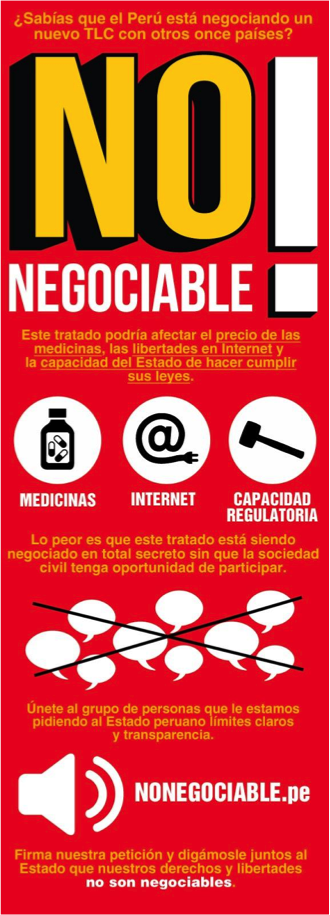 ¿Sabías que el Perú está negociando un
nuevo TLC con otros once países?
NO!
NEGOCIABLE
Este tratado podría afectar el precio de las
medicinas, las libertades en Internet y
la capacidad del Estado de hacer cumplir
sus leyes.
MEDICINAS
INTERNET
CAPACIDAD
REGULATORIA
Lo peor es que este tratado está siendo
negociado en total secreto sin que la sociedad
civil tenga oportunidad de participar.
Únete al grupo de personas que le estamos
pidiendo al Estado peruano límites claros
y transparencia.
NONEGOCIABLE.pe
Firma nuestra petición y digámosle juntos al
Estado que nuestros derechos y libertades
no son negociables.